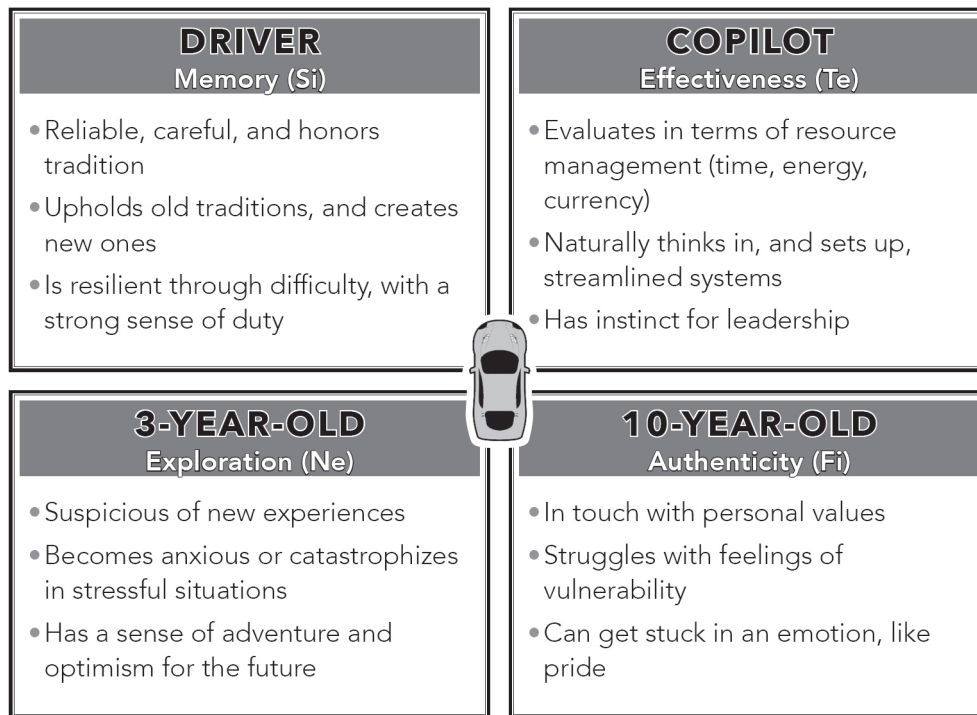 DRIVER
Memory (Si)
• Reliable, careful, and honors
tradition
• Upholds old traditions, and creates
new ones
• Is resilient through difficulty, with a
strong sense of duty
COPILOT
Effectiveness (Te)
• Evaluates in terms of resource
management (time, energy,
currency)
• Naturally thinks in, and sets up,
streamlined systems
• Has instinct for leadership
3-YEAR-OLD
Exploration (Ne)
• Suspicious of new experiences
• Becomes anxious or catastrophizes
in stressful situations
• Has a sense of adventure and
optimism for the future
10-YEAR-OLD
Authenticity (Fi)
• In touch with personal values
• Struggles with feelings of
vulnerability
• Can get stuck in an emotion, like
pride